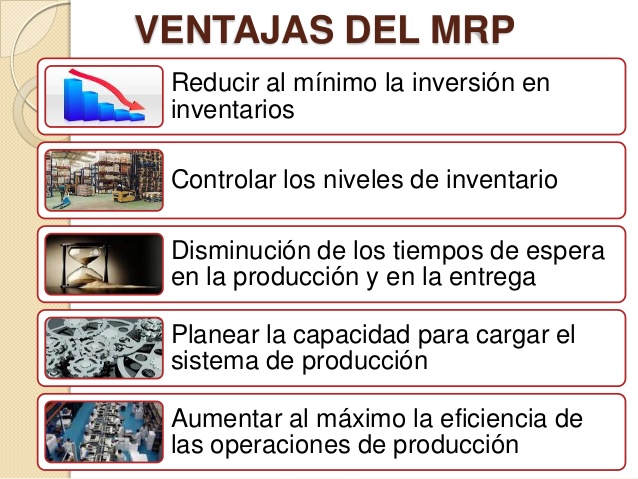 VENTAJAS DEL MRP
Reducir al mínimo la inversión en
inventarios
Controlar los niveles de inventario
Disminución de los tiempos de espera
en la producción y en la entrega
Planear la capacidad para cargar el
sistema de producción
Aumentar al máximo la eficiencia de
las operaciones de producción